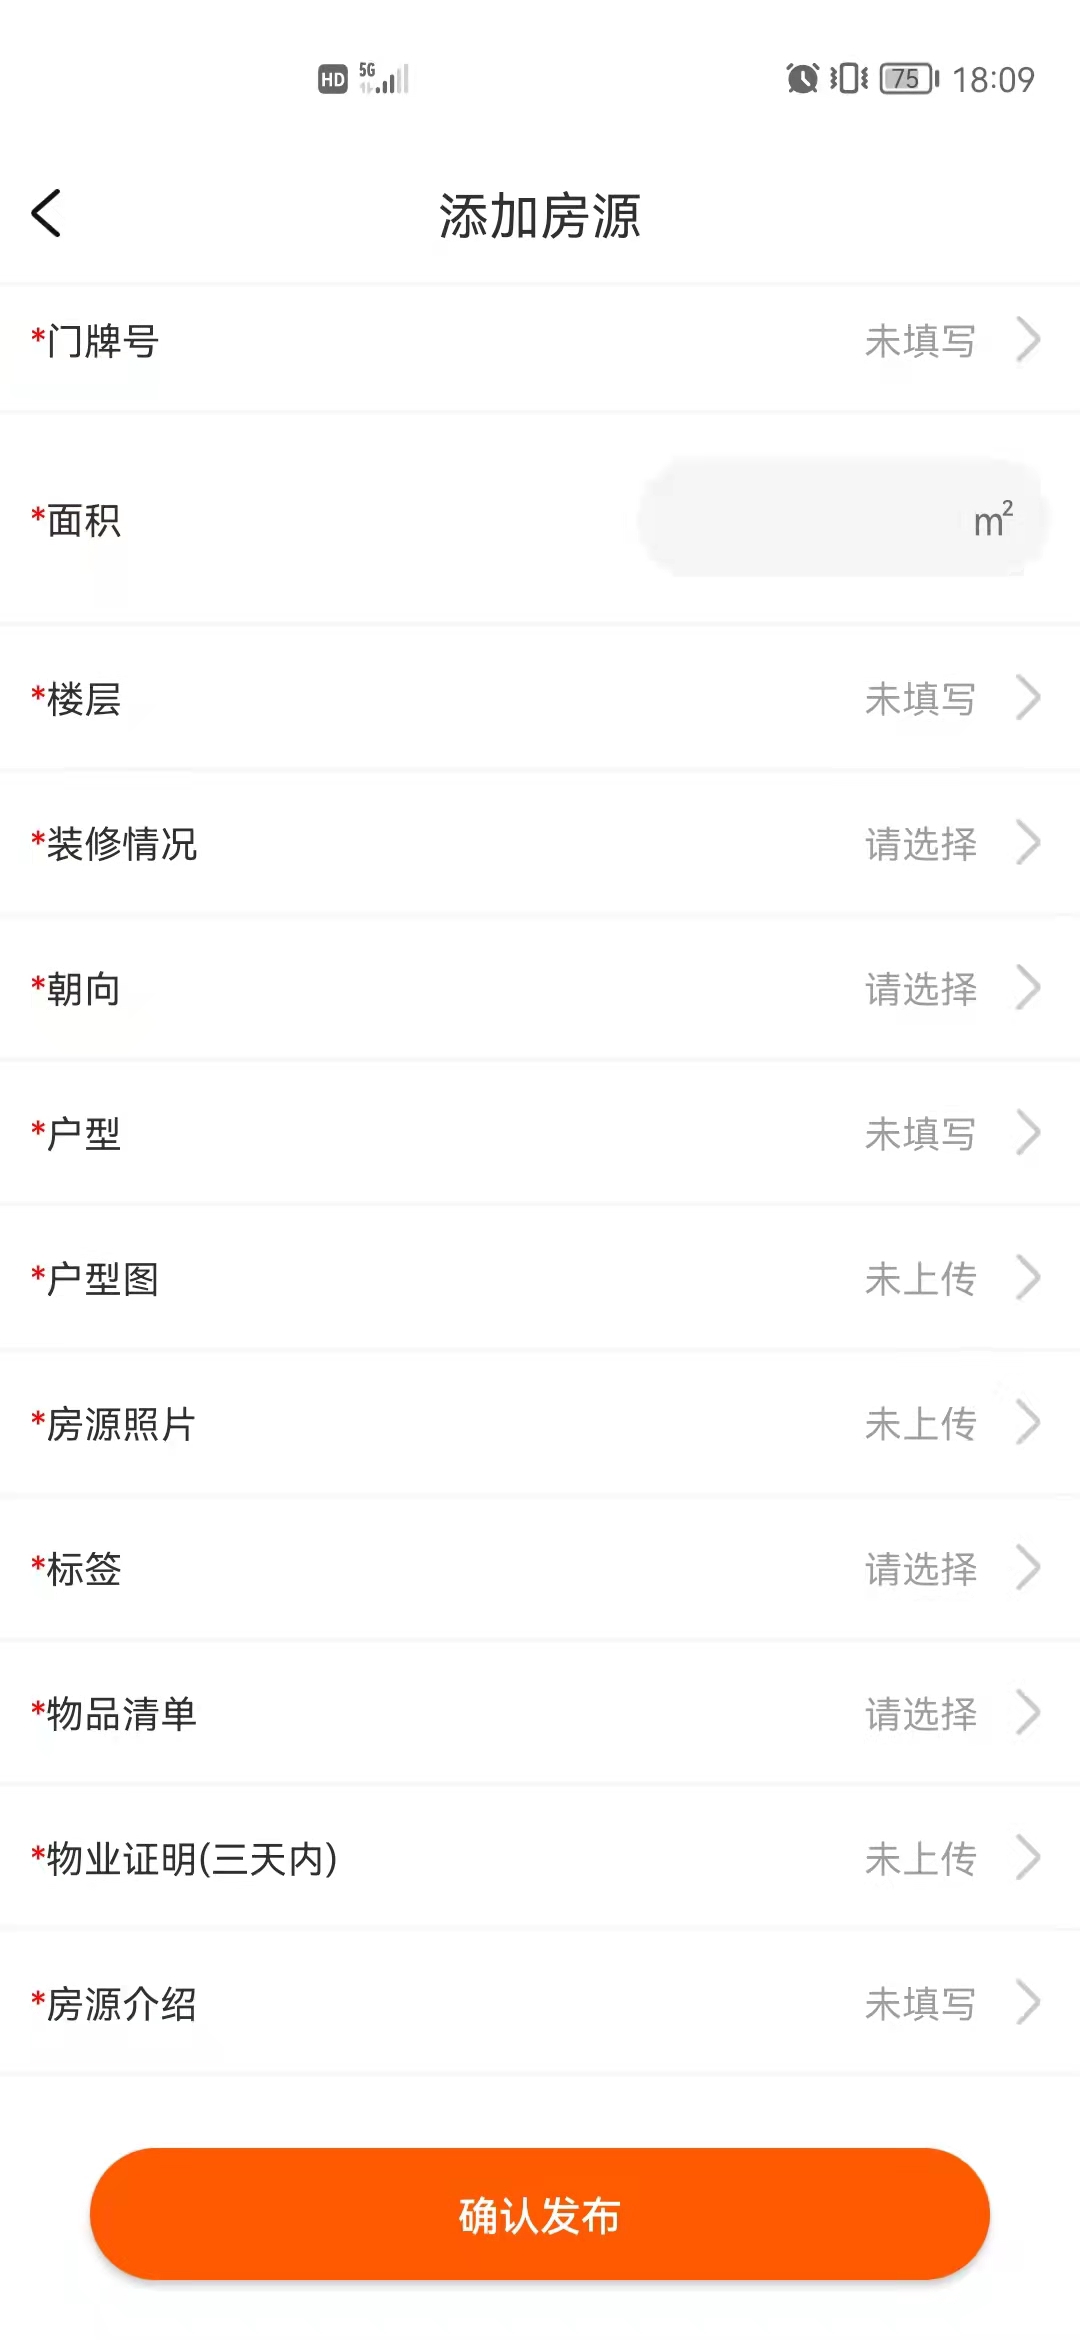 HD 5G 75 18:09
添加房源
*门牌号 未填写
*面积 m²
*楼层 未填写
*装修情况 请选择
*朝向 请选择
*户型 未填写
*户型图 未上传
*房源照片 未上传
*标签 请选择
*物品清单 请选择
*物业证明(三天内) 未上传
*房源介绍 未填写
确认发布